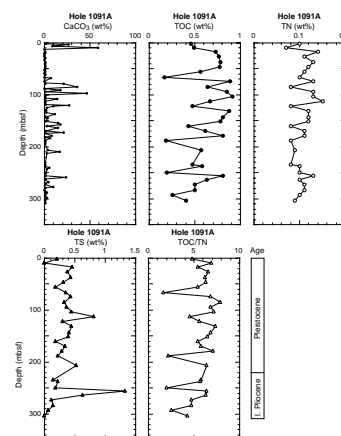 Hole 1091A
CaCO3 (wt%)
0 50 100
Hole 1091A
TOC (wt%)
0 0.5 1
Hole 1091A
TN (wt%)
0 0.1 0.2
Depth (mbsf)
0
100
200
300
Hole 1091A
TS (wt%)
0 0.5 1 1.5
Hole 1091A
TOC/TN
0 5 10
Age
Depth (mbsf)
0
100
200
300
Pleistocene
l. Pliocene